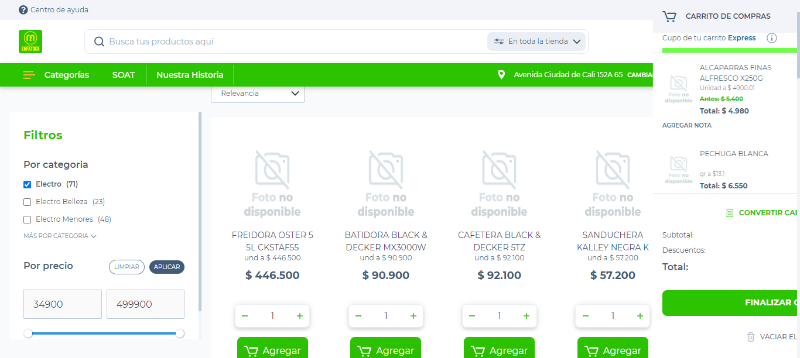 Centro de ayuda
Busca tus productos aquí
En toda la tienda
Categorías
SOAT
Nuestra Historia
Avenida Ciudad de Cali 152A 65
Relevancia
Filtros
Por categoría
Electro (71)
Electro Belleza (23)
Electro Menores (48)
MÁS POR CATEGORIA
Por precio
LIMPIAR
APLICAR
34900
499900
Foto no
disponible
FREIDORA OSTER 5
5L CKSTAF55
und a $ 446.500
$ 446.500
1
Agregar
Foto no
disponible
BATIDORA BLACK &
DECKER MX3000W
und a $ 90.900
$ 90.900
1
Agregar
Foto no
disponible
CAFETERA BLACK &
DECKER 5TZ
und a $ 92.100
$ 92.100
1
Agregar
Foto no
disponible
SANDUCHERA
KALLEY NEGRA K
und a $ 57.200
$ 57.200
1
Agregar
CARRITO DE COMPRAS
Cupo de tu carrito Express
Foto no
disponible
ALCAPARRAS FINAS
ALFRESCO X250G
Unidad a $ 4900.01
Antes: $ 5.400
Total: $ 4.980
AGREGAR NOTA
Foto no
disponible
PECHUGA BLANCA
gr a $13.1
Total: $ 6.550
CONVERTIR
Subtotal:
Descuentos:
Total:
FINALIZAR
VACIAR EL